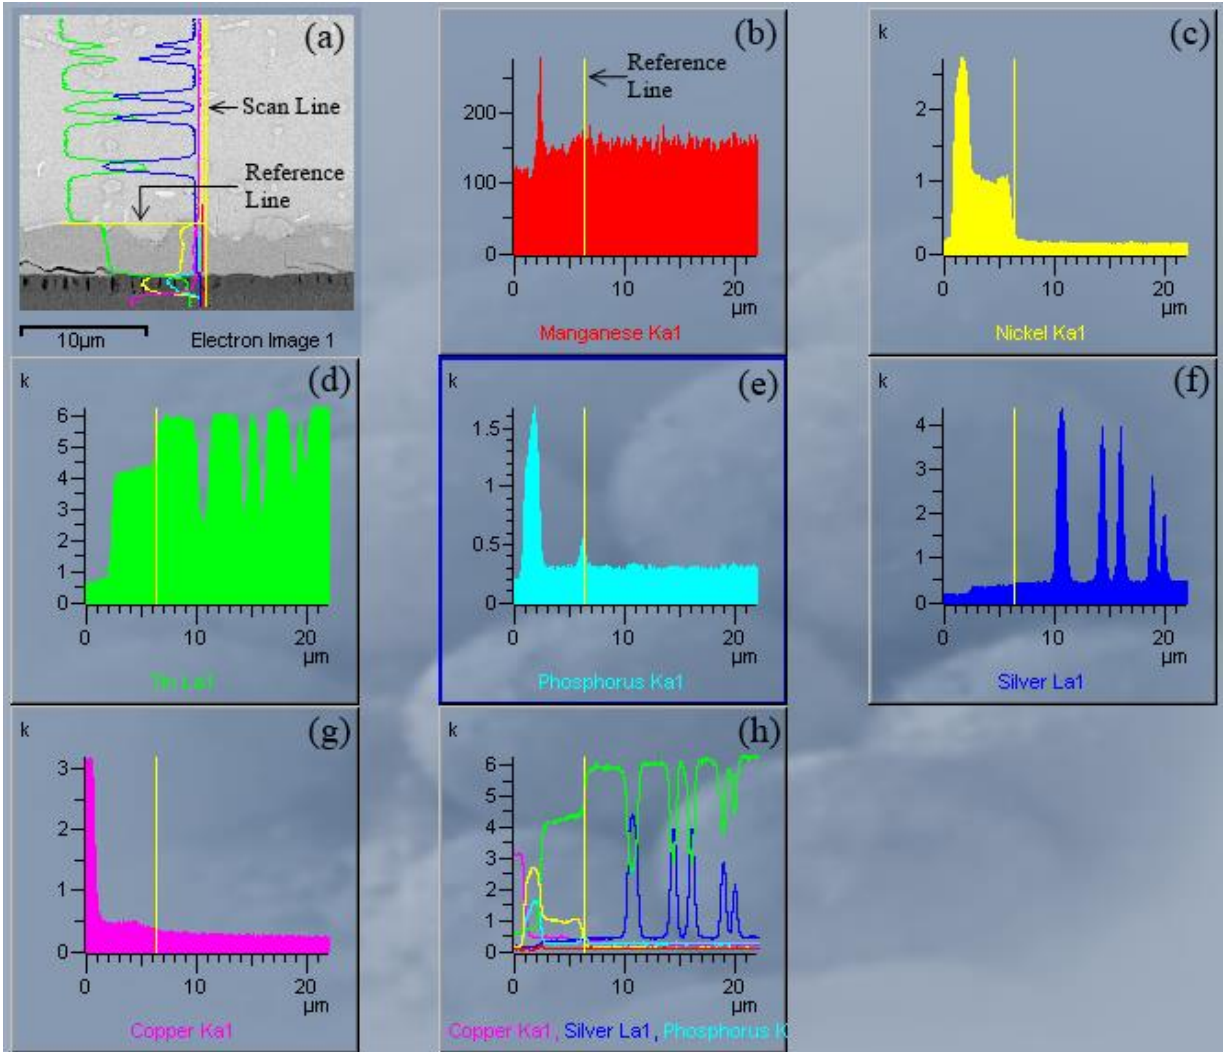 (a)
Scan Line
Reference
Line
10µm
Electron Image 1
(b)
Reference
Line
200
100
0
0 10 20
µm
Manganese Ka1
k
(c)
2
1
0
0 10 20
µm
Nickel Ka1
k
(d)
6
5
4
3
2
1
0
0 10 20
µm
Tin La1
k
(e)
1.5
1
0.5
0
0 10 20
µm
Phosphorus Ka1
k
(f)
4
3
2
1
0
0 10 20
µm
Silver La1
k
(g)
3
2
1
0
0 10 20
µm
Copper Ka1
k
(h)
6
5
4
3
2
1
0
0 10 20
µm
Copper Ka1, Silver La1, Phosphorus K